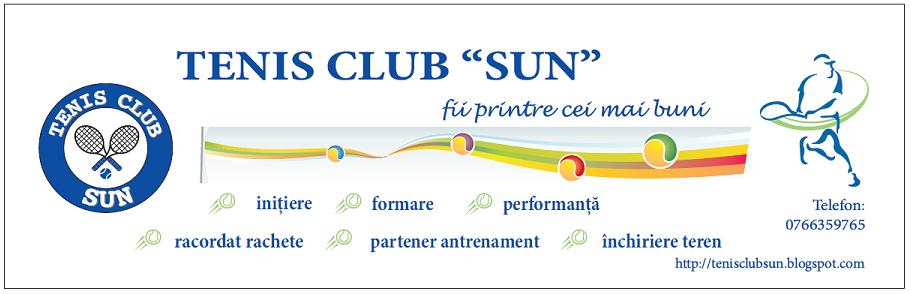 TENIS CLUB “SUN”
fii printre cei mai buni
TENIS CLUB
SUN
inițiere formare performanță
racordat rachete partener antrenament închiriere teren
Telefon:
0766359765
http://tenisclubsun.blogspot.com